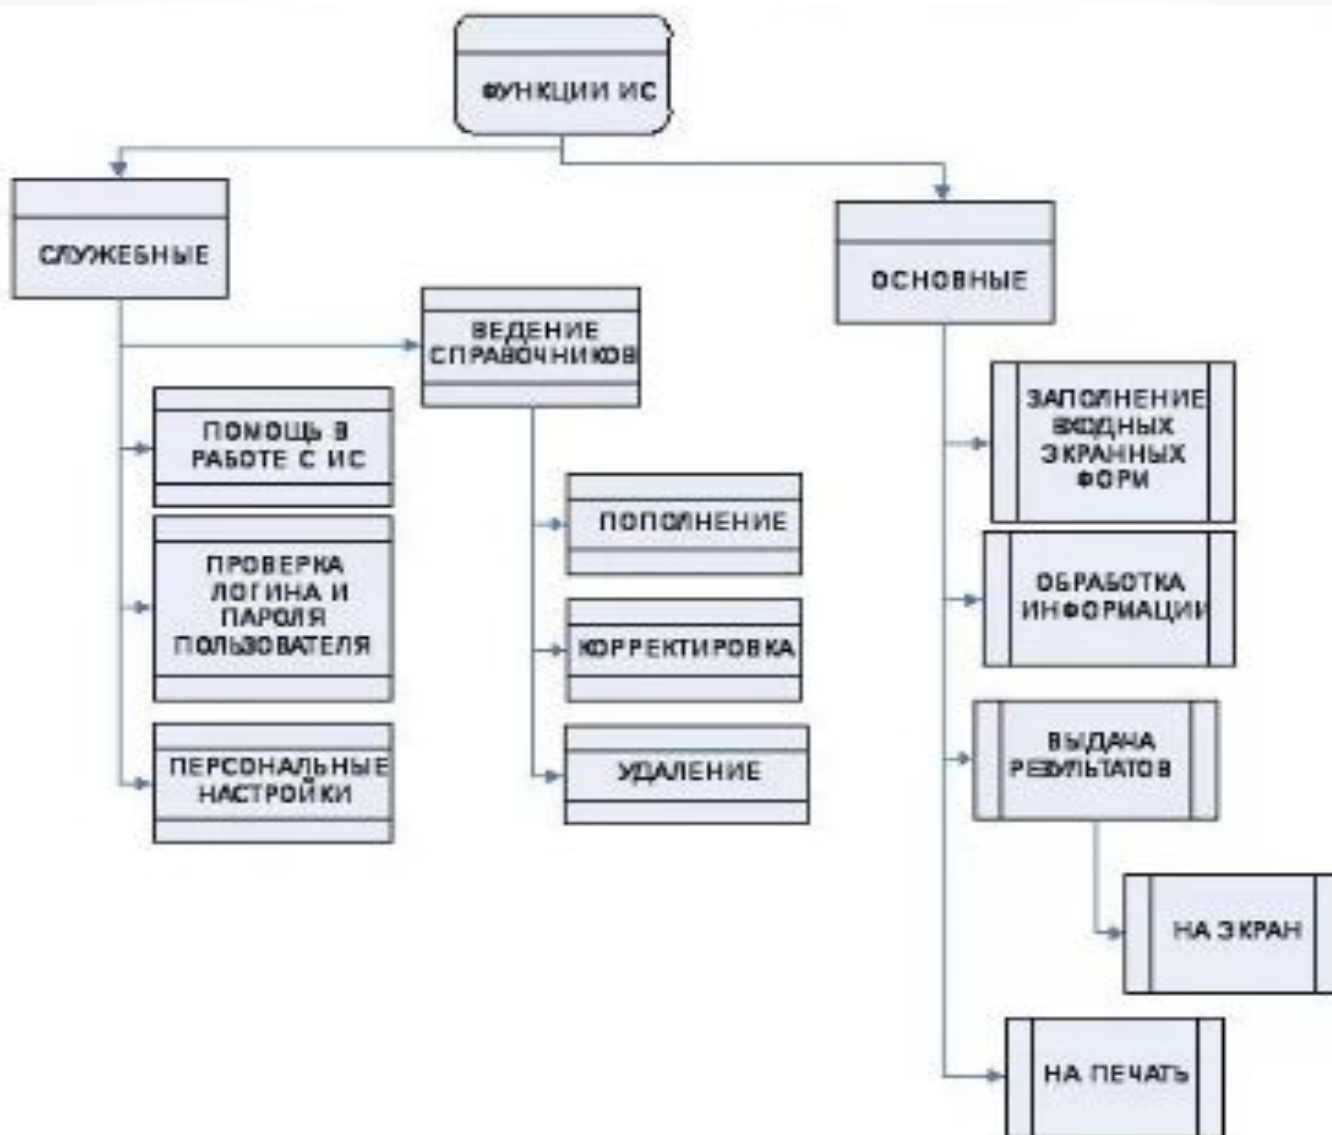 ФУНКЦИИ ИС
СЛУЖЕБНЫЕ
ОСНОВНЫЕ
ВЕДЕНИЕ
СПРАВОЧНИКОВ
ПОМОЩЬ В
РАБОТЕ С ИС
ПРОВЕРКА
ЛОГИНА И
ПАРОЛЯ
ПОЛЬЗОВАТЕЛЯ
ПЕРСОНАЛЬНЫЕ
НАСТРОЙКИ
ПОПОЛНЕНИЕ
КОРРЕКТИРОВКА
УДАЛЕНИЕ
ЗАПОЛНЕНИЕ
ВХОДНЫХ
ЭКРАННЫХ
ФОРМ
ОБРАБОТКА
ИНФОРМАЦИИ
ВЫДАЧА
РЕЗУЛЬТАТОВ
НА ЭКРАН
НА ПЕЧАТЬ